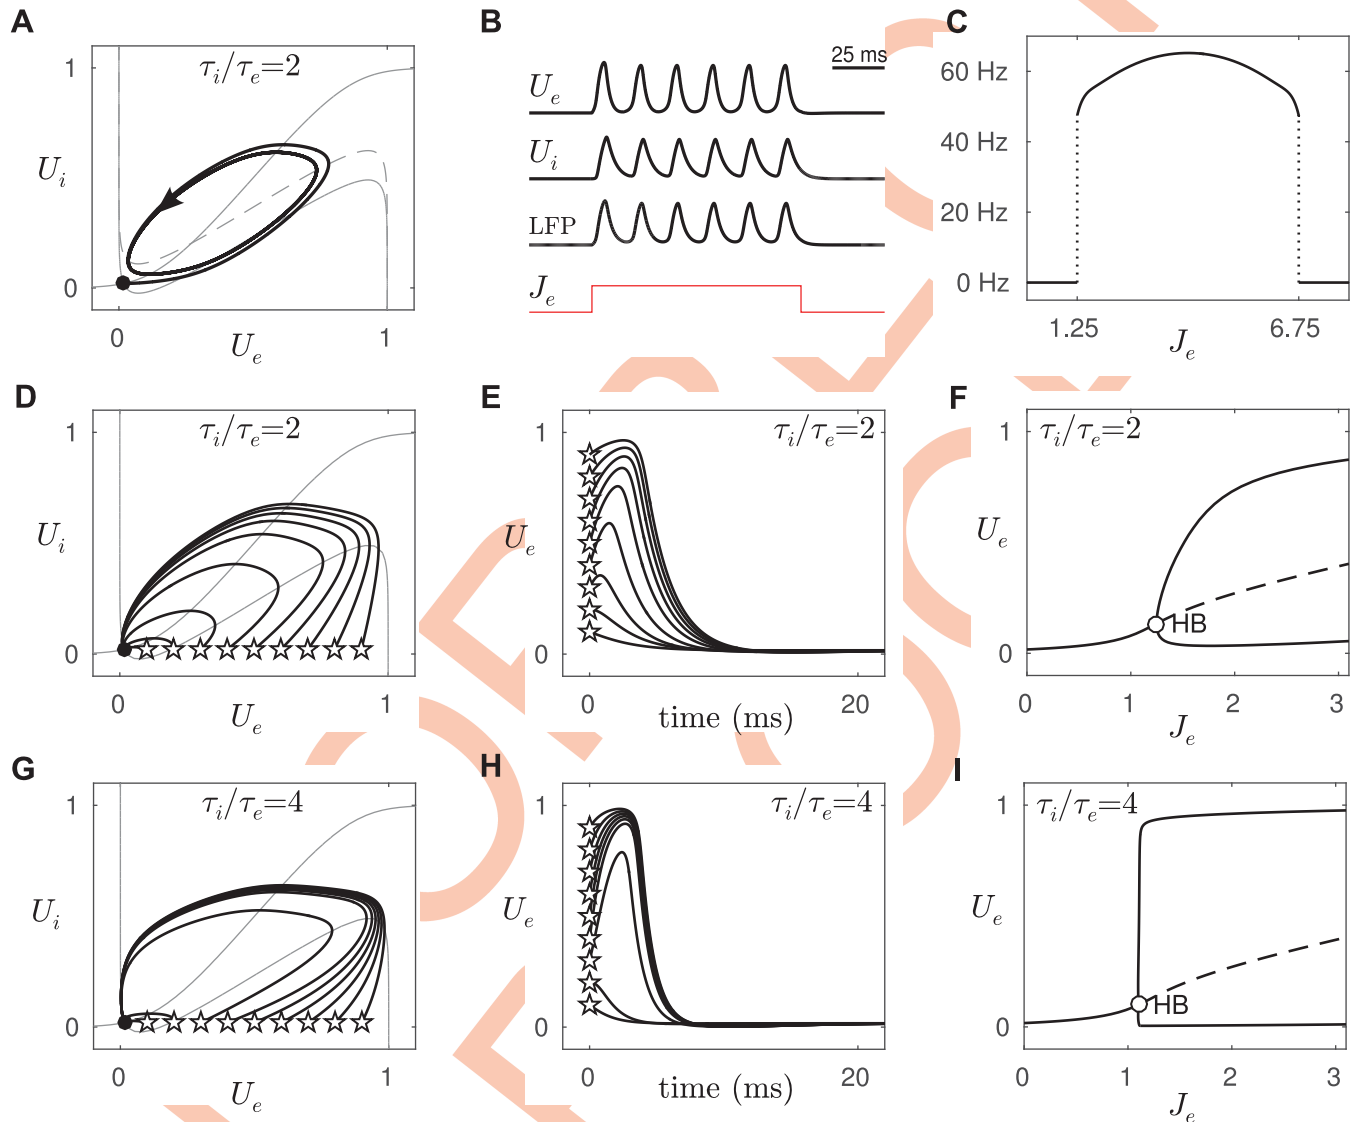 A
τi/τe=2
1
Ui
0
0
Ue
1
B
25 ms
Ue
Ui
LFP
Je
C
60 Hz
40 Hz
20 Hz
0 Hz
1.25
Je
6.75
D
τi/τe=2
1
Ui
0
0
Ue
1
E
τi/τe=2
1
Ue
0
0
time (ms)
20
F
τi/τe=2
1
Ue
HB
0
0
1
2
3
Je
G
τi/τe=4
1
Ui
0
0
Ue
1
H
τi/τe=4
1
Ue
0
0
time (ms)
20
I
τi/τe=4
1
Ue
HB
0
0
1
2
3
Je